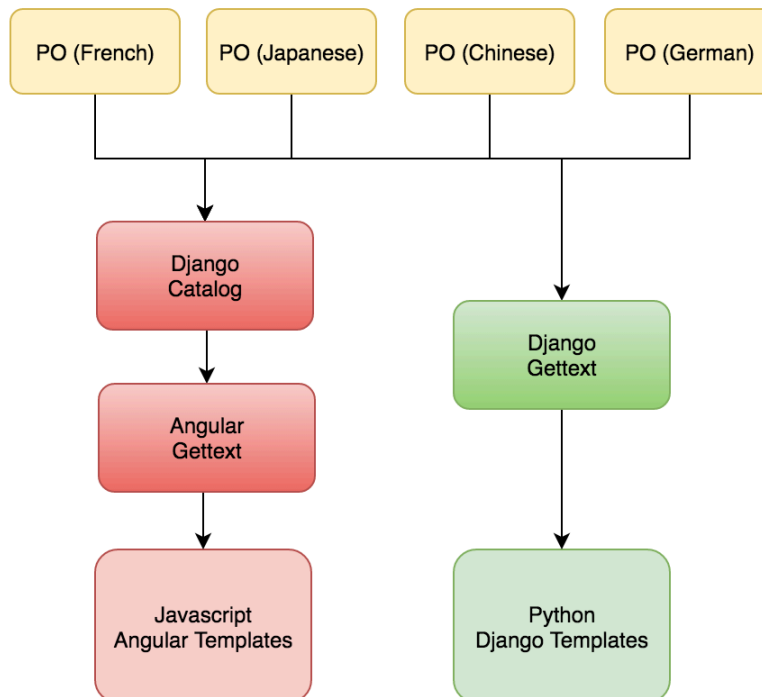 PO (French)
PO (Japanese)
PO (Chinese)
PO (German)
Django
Catalog
Django
Gettext
Angular
Gettext
Javascript
Angular Templates
Python
Django Templates